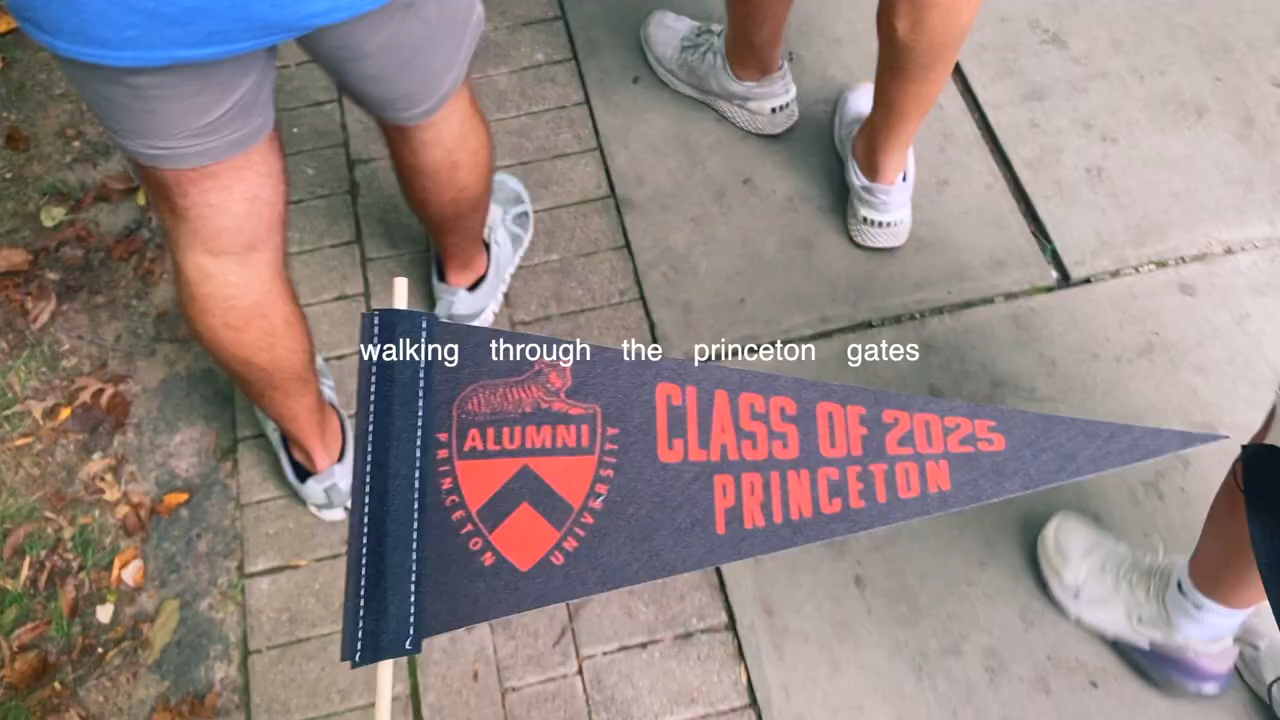 walking through the princeton gates
ALUMNI
PRINCETON UNIVERSITY
CLASS OF 2025
PRINCETON